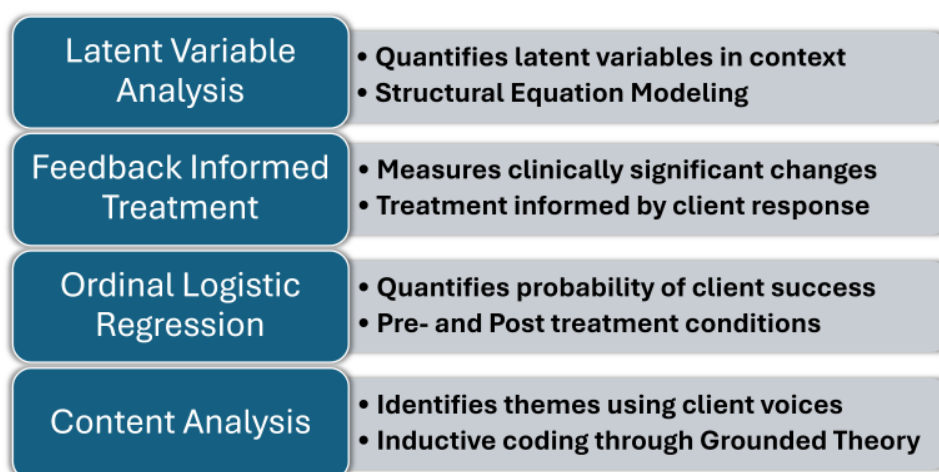 Latent Variable
Analysis
• Quantifies latent variables in context
• Structural Equation Modeling
Feedback Informed
Treatment
• Measures clinically significant changes
• Treatment informed by client response
Ordinal Logistic
Regression
• Quantifies probability of client success
• Pre- and Post treatment conditions
Content Analysis
• Identifies themes using client voices
• Inductive coding through Grounded Theory